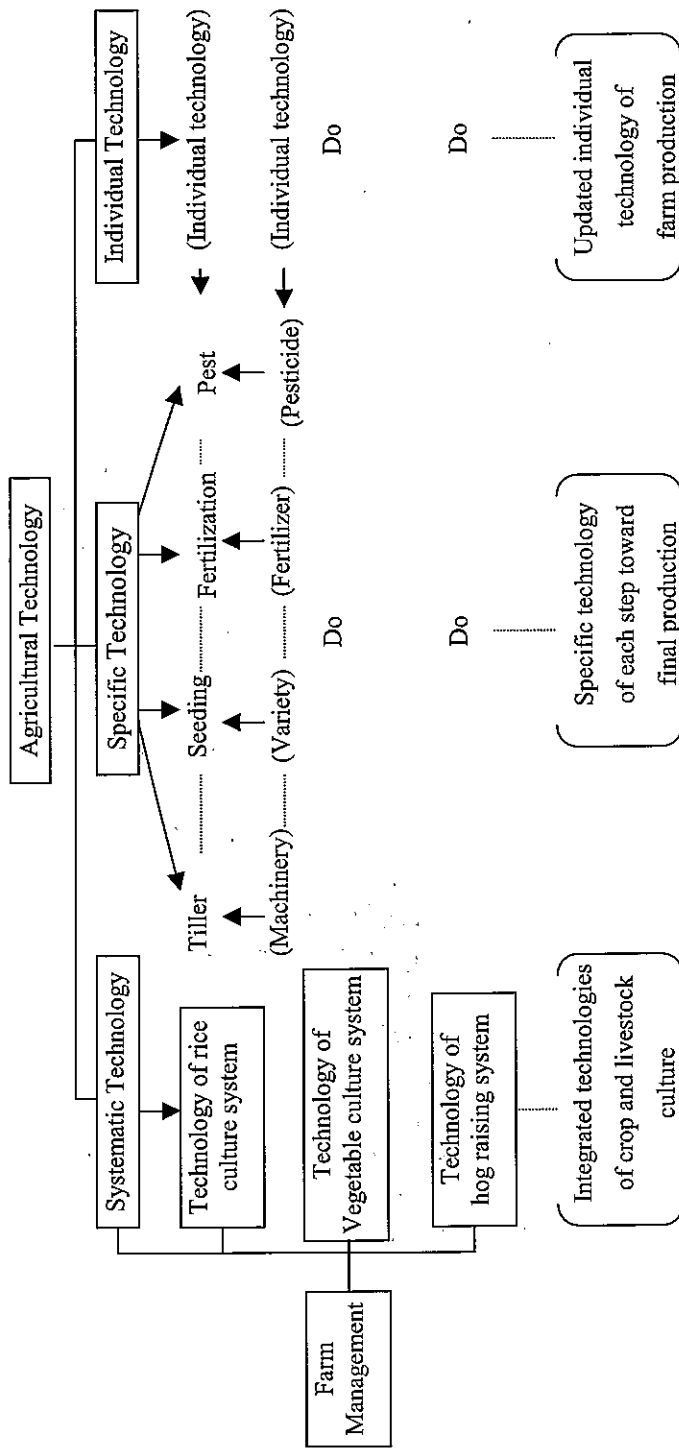 Agricultural Technology
Systematic Technology
Specific Technology
Individual Technology
Farm
Management
Technology of rice
culture system
Tiller
Seeding
Fertilization
Pest
(Individual technology)
(Machinery)
(Variety)
(Fertilizer)
(Pesticide)
(Individual technology)
Technology of
Vegetable culture system
Do
Do
Technology of
hog raising system
Do
Do
Integrated technologies
of crop and livestock
culture
Specific technology
of each step toward
final production
Updated individual
technology of
farm production